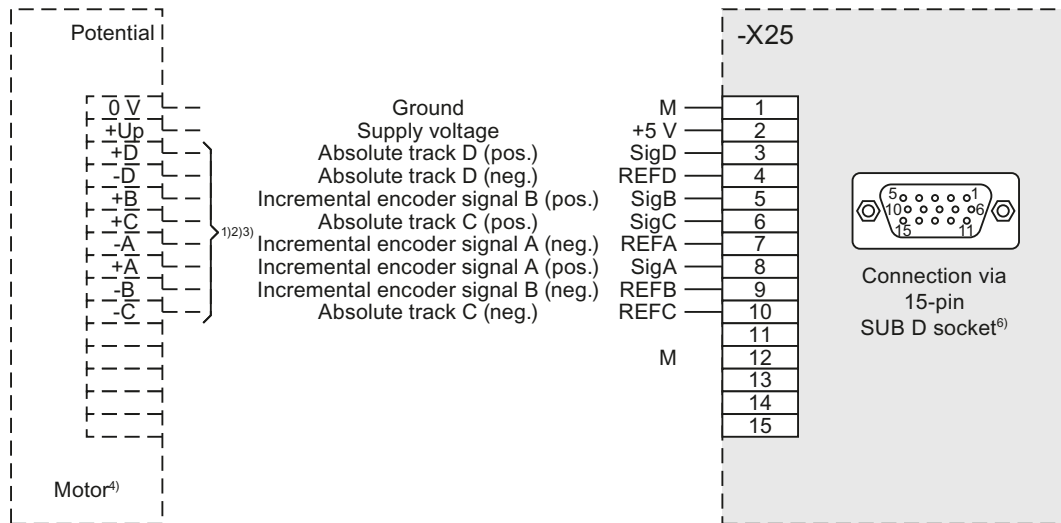 Potential
-X25
0 V Ground M 1
+Up Supply voltage +5 V 2
+D Absolute track D (pos.) SigD 3
-D Absolute track D (neg.) REFD 4
+B Incremental encoder signal B (pos.) SigB 5
+C Absolute track C (pos.) SigC 6
-A Incremental encoder signal A (neg.) REFA 7
+A Incremental encoder signal A (pos.) SigA 8
-B Incremental encoder signal B (neg.) REFB 9
-C Absolute track C (neg.) REFC 10
1)2)3)
11
M 12
13
14
15
5 1
10 6
15 11
Connection via
15-pin
SUB D socket6)
Motor4)